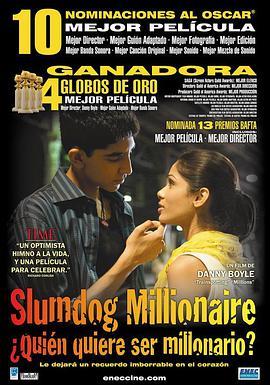 10
NOMINACIONES AL OSCAR®
MEJOR PELÍCULA
Mejor Director - Mejor Guión Adaptado - Mejor Fotografía - Mejor Edición
Mejor Banda Sonora - Mejor Canción Original - Mejor Sonido - Mejor Mezcla de Sonido
GANADORA
4
GLOBOS DE ORO
MEJOR PELÍCULA
NOMINADA 13 PREMIOS BAFTA
MEJOR PELÍCULA - MEJOR DIRECTOR
TIME
"UN OPTIMISTA
HIMNO A LA VIDA,
Y UNA PELÍCULA
PARA CELEBRAR."
RICHARD CORLISS
UN FILM DE
DANNY BOYLE
Slumdog Millionaire
¿Quién quiere ser millonario?
Le dejará un recuerdo imborrable en el corazón
eneccine.com
ENEC